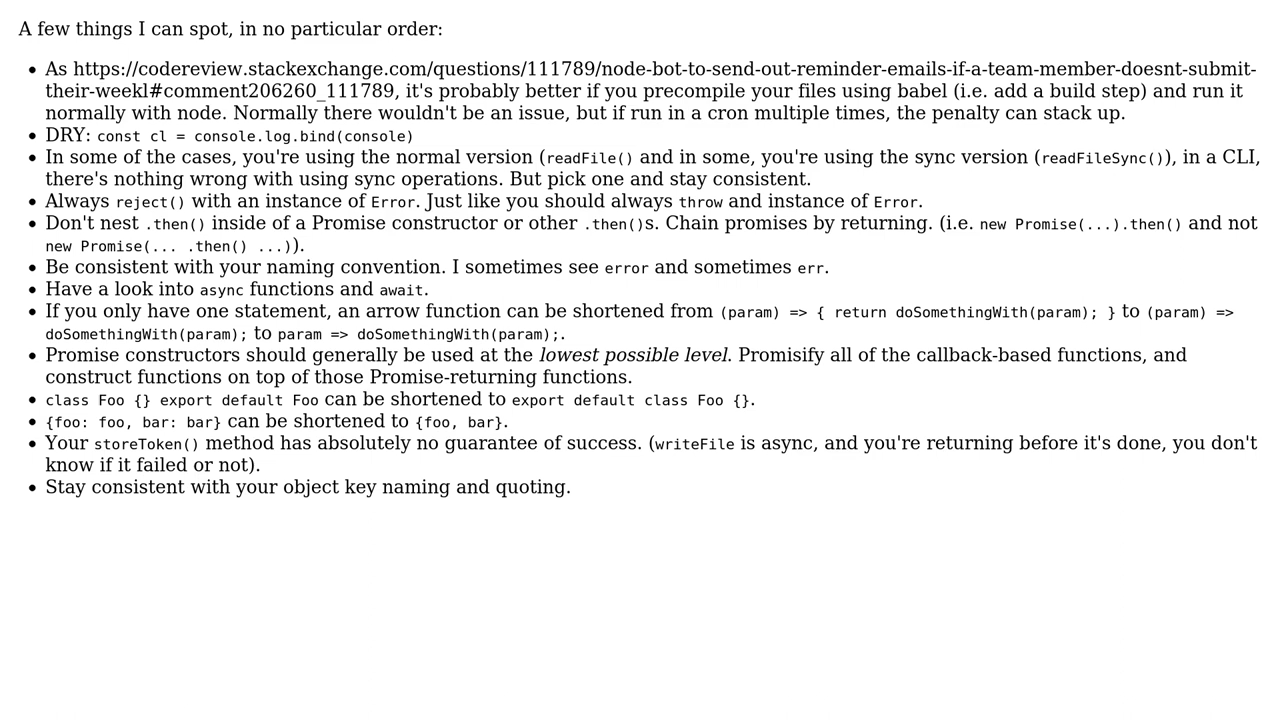 A few things I can spot, in no particular order:
• As https://codereview.stackexchange.com/questions/111789/node-bot-to-send-out-reminder-emails-if-a-team-member-doesnt-submit-
their-weekl#comment206260_111789, it's probably better if you precompile your files using babel (i.e. add a build step) and run it
normally with node. Normally there wouldn't be an issue, but if run in a cron multiple times, the penalty can stack up.
• DRY: const cl = console.log.bind(console)
• In some of the cases, you're using the normal version (readFile() and in some, you're using the sync version (readFileSync()), in a CLI,
there's nothing wrong with using sync operations. But pick one and stay consistent.
• Always reject() with an instance of Error. Just like you should always throw and instance of Error.
• Don't nest .then() inside of a Promise constructor or other .then()s. Chain promises by returning. (i.e. new Promise(...).then() and not
new Promise(... .then() ...)).
• Be consistent with your naming convention. I sometimes see error and sometimes err.
• Have a look into async functions and await.
• If you only have one statement, an arrow function can be shortened from (param) => { return doSomethingWith(param); } to (param) =>
doSomethingWith(param); to param => doSomethingWith(param);.
• Promise constructors should generally be used at the lowest possible level. Promisify all of the callback-based functions, and
construct functions on top of those Promise-returning functions.
• class Foo {} export default Foo can be shortened to export default class Foo {}.
• {foo: foo, bar: bar} can be shortened to {foo, bar}.
• Your storeToken() method has absolutely no guarantee of success. (writeFile is async, and you're returning before it's done, you don't
know if it failed or not).
• Stay consistent with your object key naming and quoting.